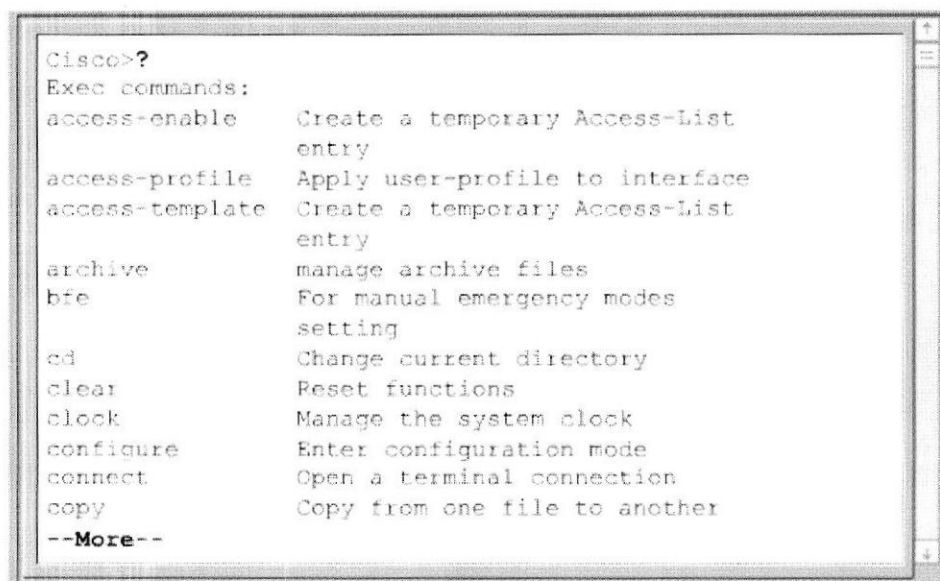 Cisco>?
Exec commands:
access-enable Create a temporary Access-List
entry
access-profile Apply user-profile to interface
access-template Create a temporary Access-List
entry
archive manage archive files
bfe For manual emergency modes
setting
cd Change current directory
clear Reset functions
clock Manage the system clock
configure Enter configuration mode
connect Open a terminal connection
copy Copy from one file to another
--More--